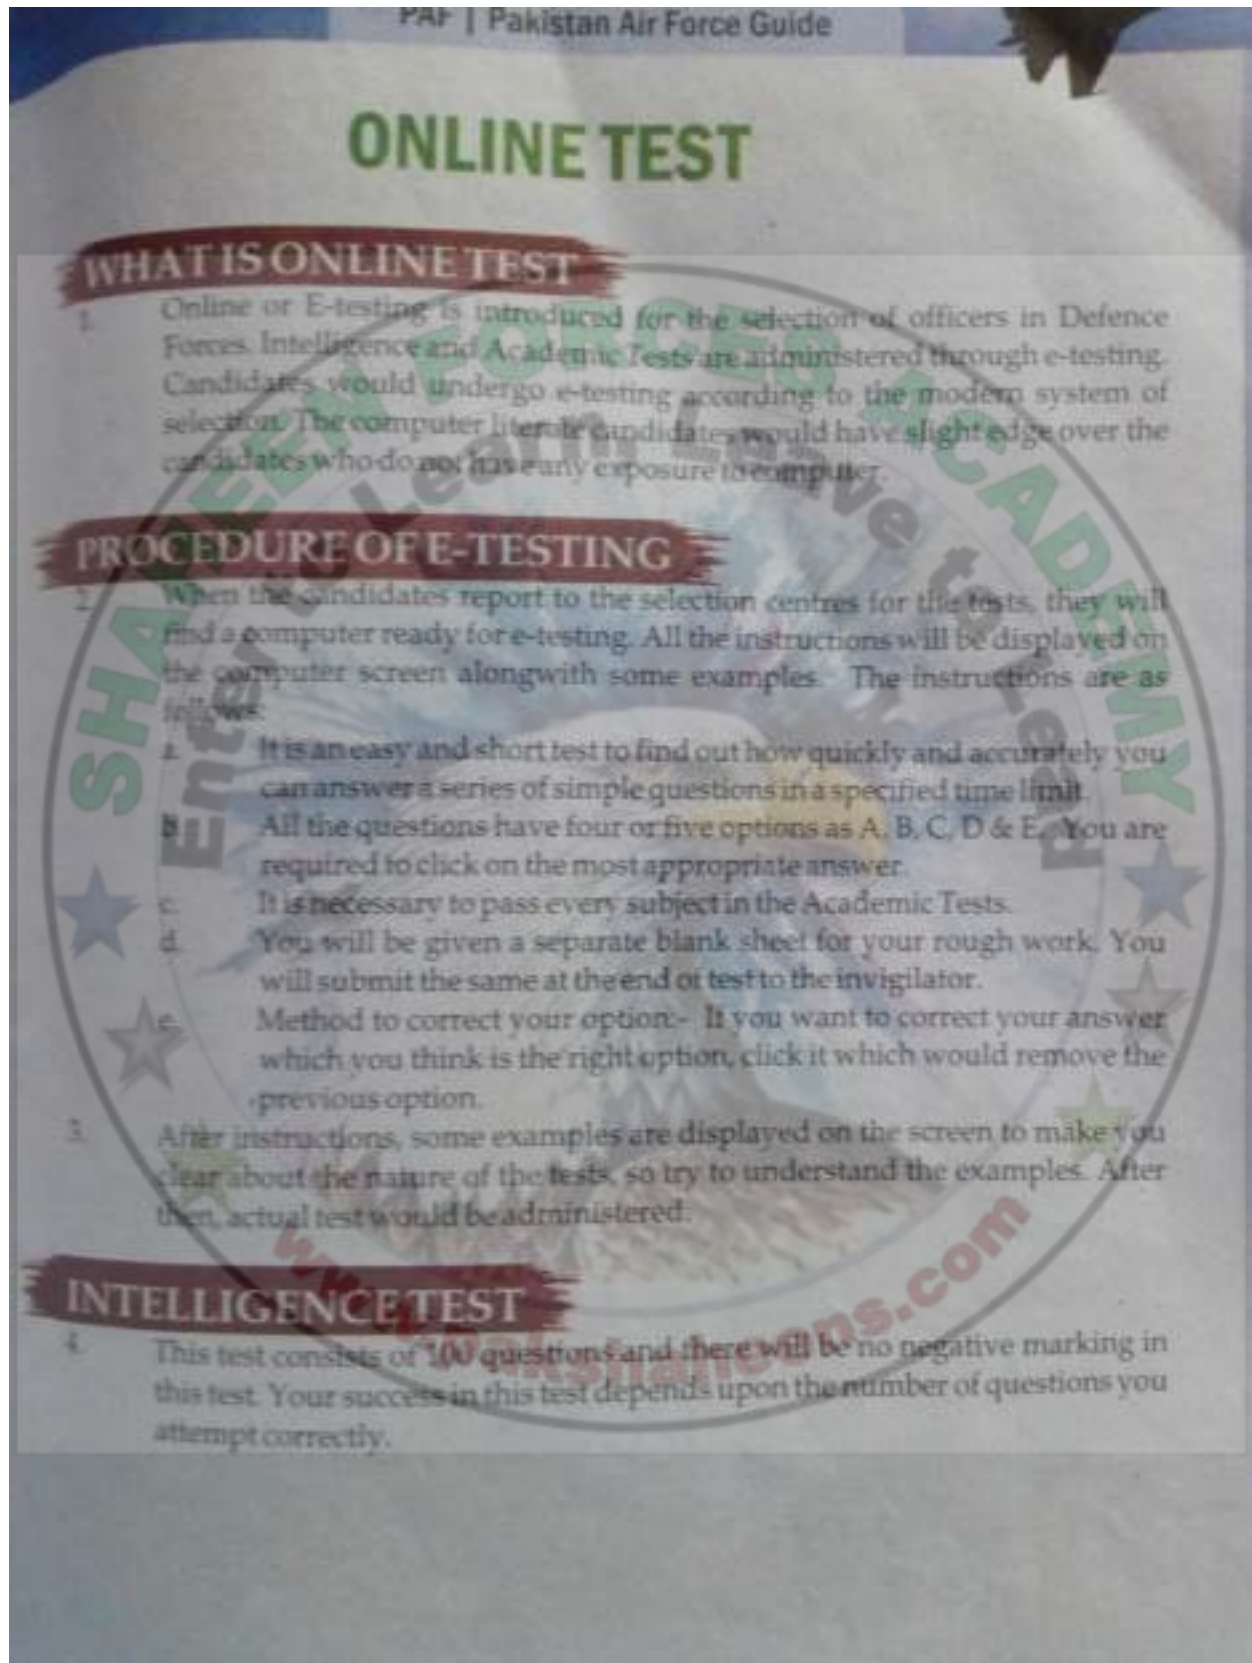 PAF | Pakistan Air Force Guide
ONLINE TEST
WHAT IS ONLINE TEST
1. Online or E-testing is introduced for the selection of officers in Defence
Forces. Intelligence and Academic Tests are administered through e-testing.
Candidates would undergo e-testing according to the modern system of
selection. The computer literate candidates would have slight edge over the
candidates who do not have any exposure to computer.
PROCEDURE OF E-TESTING
2. When the candidates report to the selection centres for the tests, they will
find a computer ready for e-testing. All the instructions will be displayed on
the computer screen alongwith some examples. The instructions are as
follows:
a. It is an easy and short test to find out how quickly and accurately you
can answer a series of simple questions in a specified time limit.
b. All the questions have four or five options as A, B, C, D & E. You are
required to click on the most appropriate answer.
c. It is necessary to pass every subject in the Academic Tests.
d. You will be given a separate blank sheet for your rough work. You
will submit the same at the end of test to the invigilator.
e. Method to correct your option:- If you want to correct your answer
which you think is the right option, click it which would remove the
previous option.
3. After instructions, some examples are displayed on the screen to make you
clear about the nature of the tests, so try to understand the examples. After
then, actual test would be administered.
INTELLIGENCE TEST
4. This test consists of 100 questions and there will be no negative marking in
this test. Your success in this test depends upon the number of questions you
attempt correctly.
SHAHEEN FORCES ACADEMY
Enter to Learn Leave to Lead
www.pakshaheens.com